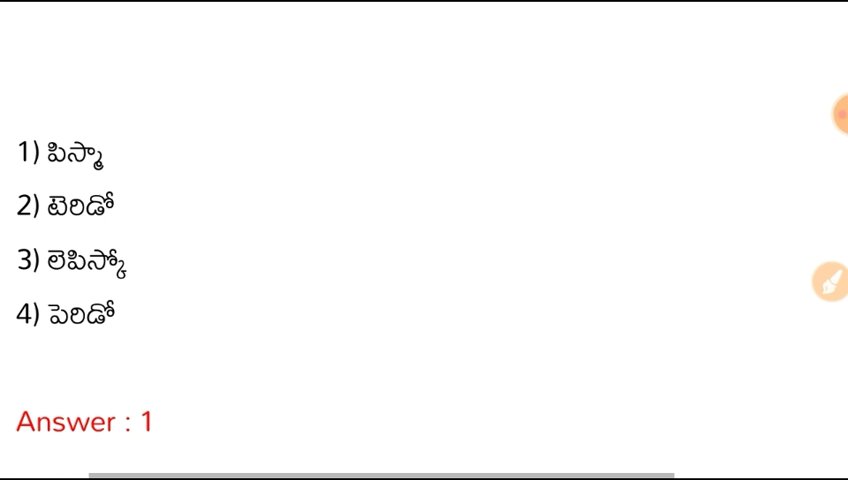 1) పిస్మా
2) టెరిడో
3) లెపిస్కో
4) పెరిడో
Answer : 1